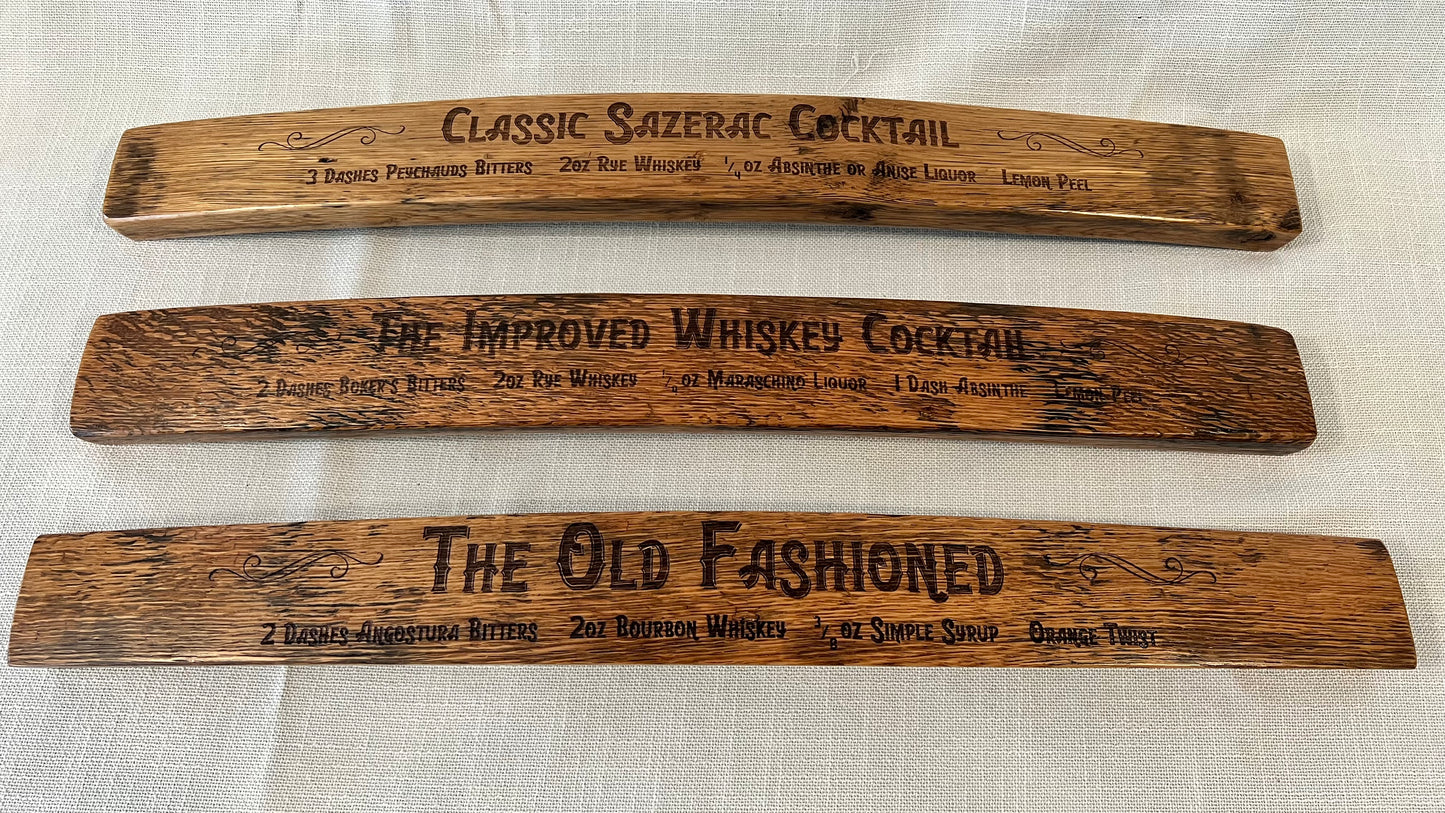 Classic Sazerac Cocktail
3 Dashes Peychauds Bitters 2oz Rye Whiskey 1/4 oz Absinthe or Anise Liquor Lemon Peel
The Improved Whiskey Cocktail
2 Dashes Boker's Bitters 2oz Rye Whiskey 1/8 oz Maraschino Liquor 1 Dash Absinthe Lemon Peel
The Old Fashioned
2 Dashes Angostura Bitters 2oz Bourbon Whiskey 3/8 oz Simple Syrup Orange Twist